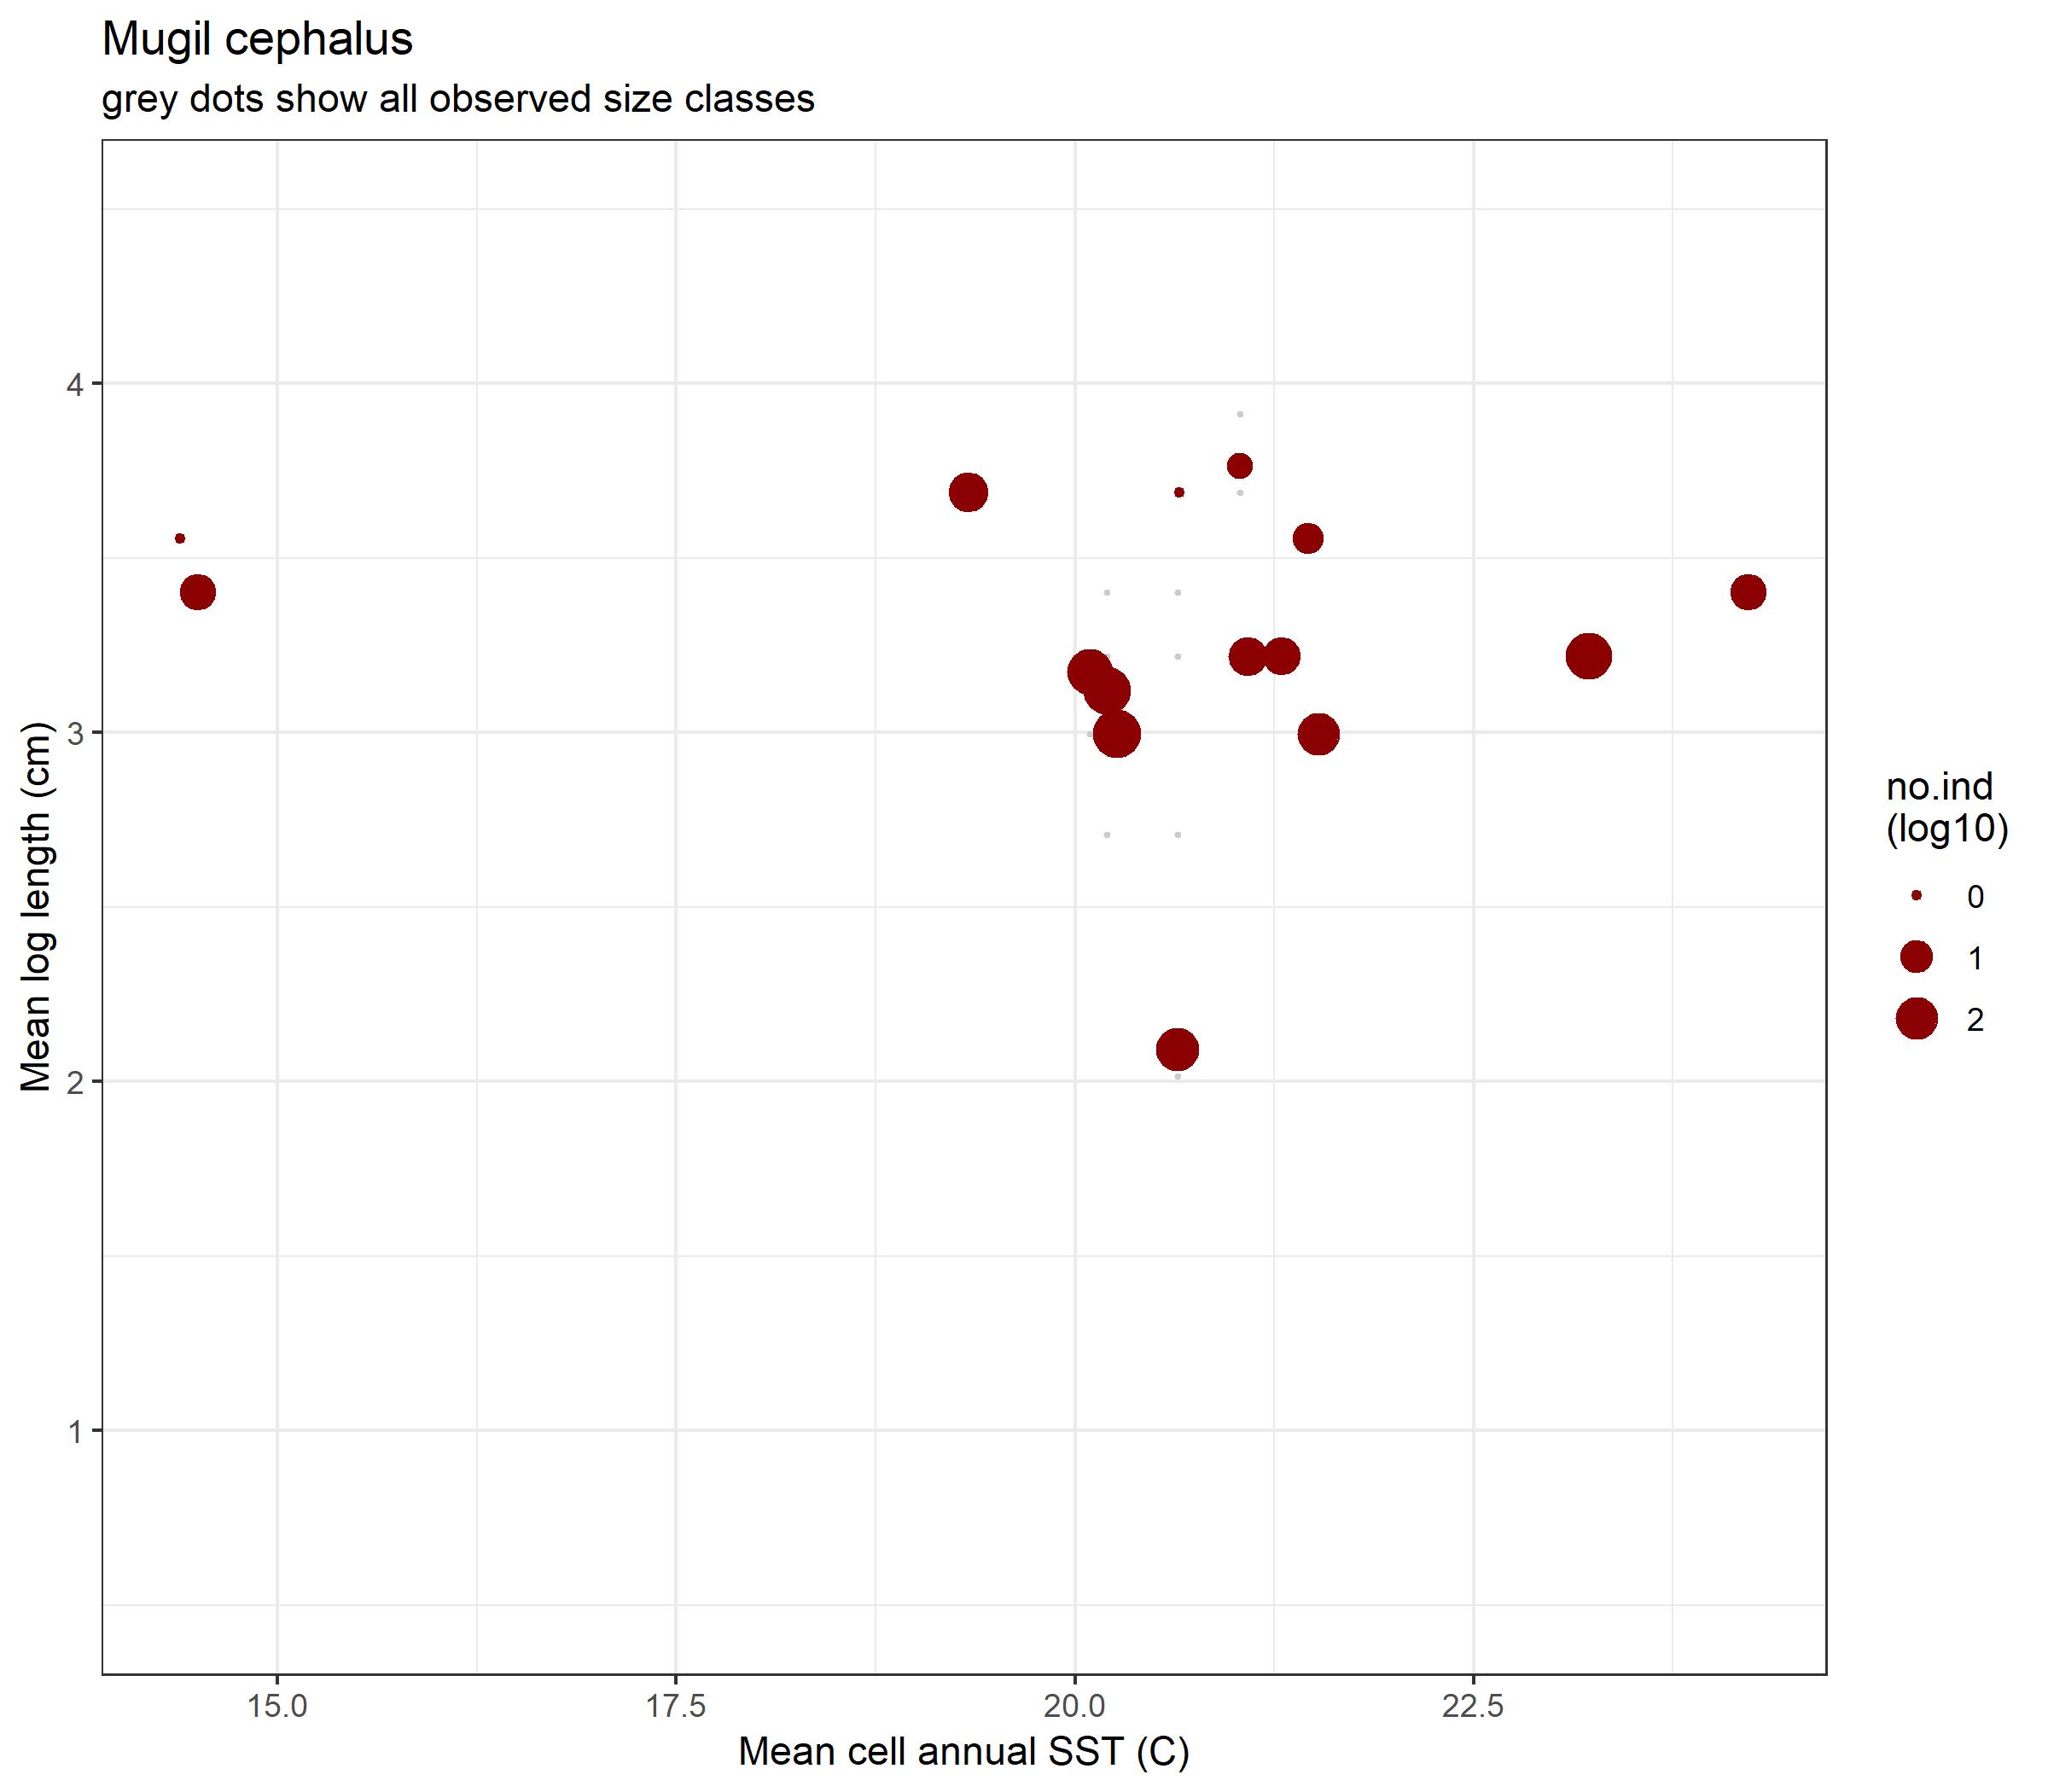 Mugil cephalus
grey dots show all observed size classes
Mean log length (cm)
4
3
2
1
15.0
17.5
20.0
22.5
Mean cell annual SST (C)
no.ind
(log10)
0
1
2